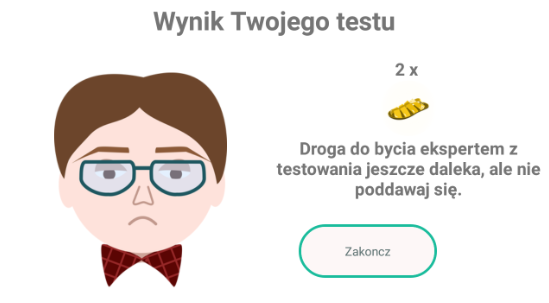 Wynik Twojego testu
2 x
Droga do bycia ekspertem z
testowania jeszcze daleka, ale nie
poddawaj się.
Zakoncz